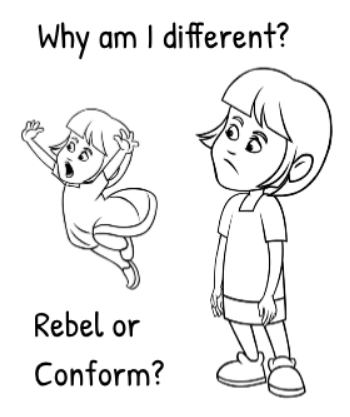 Why am I different?
Rebel or
Conform?